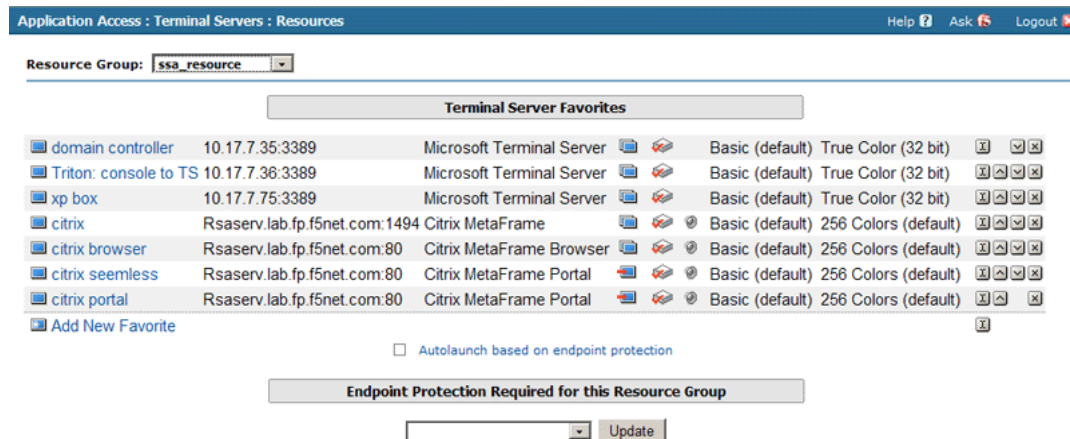 Application Access : Terminal Servers : Resources Help ? Ask f5 Logout
Resource Group: ssa_resource
Terminal Server Favorites
domain controller 10.17.7.35:3389 Microsoft Terminal Server Basic (default) True Color (32 bit)
Triton: console to TS 10.17.7.36:3389 Microsoft Terminal Server Basic (default) True Color (32 bit)
xp box 10.17.7.75:3389 Microsoft Terminal Server Basic (default) True Color (32 bit)
citrix Rsaserv.lab.fp.f5net.com:1494 Citrix MetaFrame Basic (default) 256 Colors (default)
citrix browser Rsaserv.lab.fp.f5net.com:80 Citrix MetaFrame Browser Basic (default) 256 Colors (default)
citrix seemless Rsaserv.lab.fp.f5net.com:80 Citrix MetaFrame Portal Basic (default) 256 Colors (default)
citrix portal Rsaserv.lab.fp.f5net.com:80 Citrix MetaFrame Portal Basic (default) 256 Colors (default)
Add New Favorite
Autolaunch based on endpoint protection
Endpoint Protection Required for this Resource Group
Update